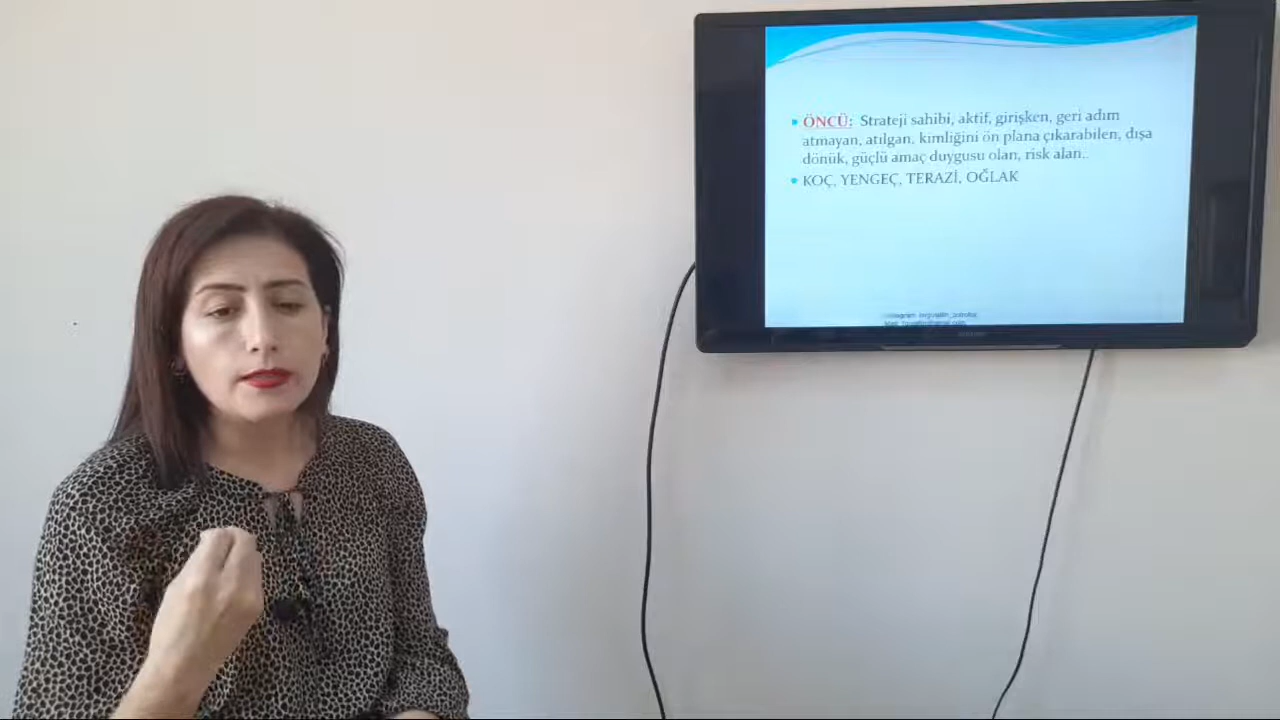 ÖNCÜ: Strateji sahibi, aktif, girişken, geri adım
atmayan, atılgan, kimliğini ön plana çıkarabilen, dışa
dönük, güçlü amaç duygusu olan, risk alan..
KOÇ, YENGEÇ, TERAZİ, OĞLAK